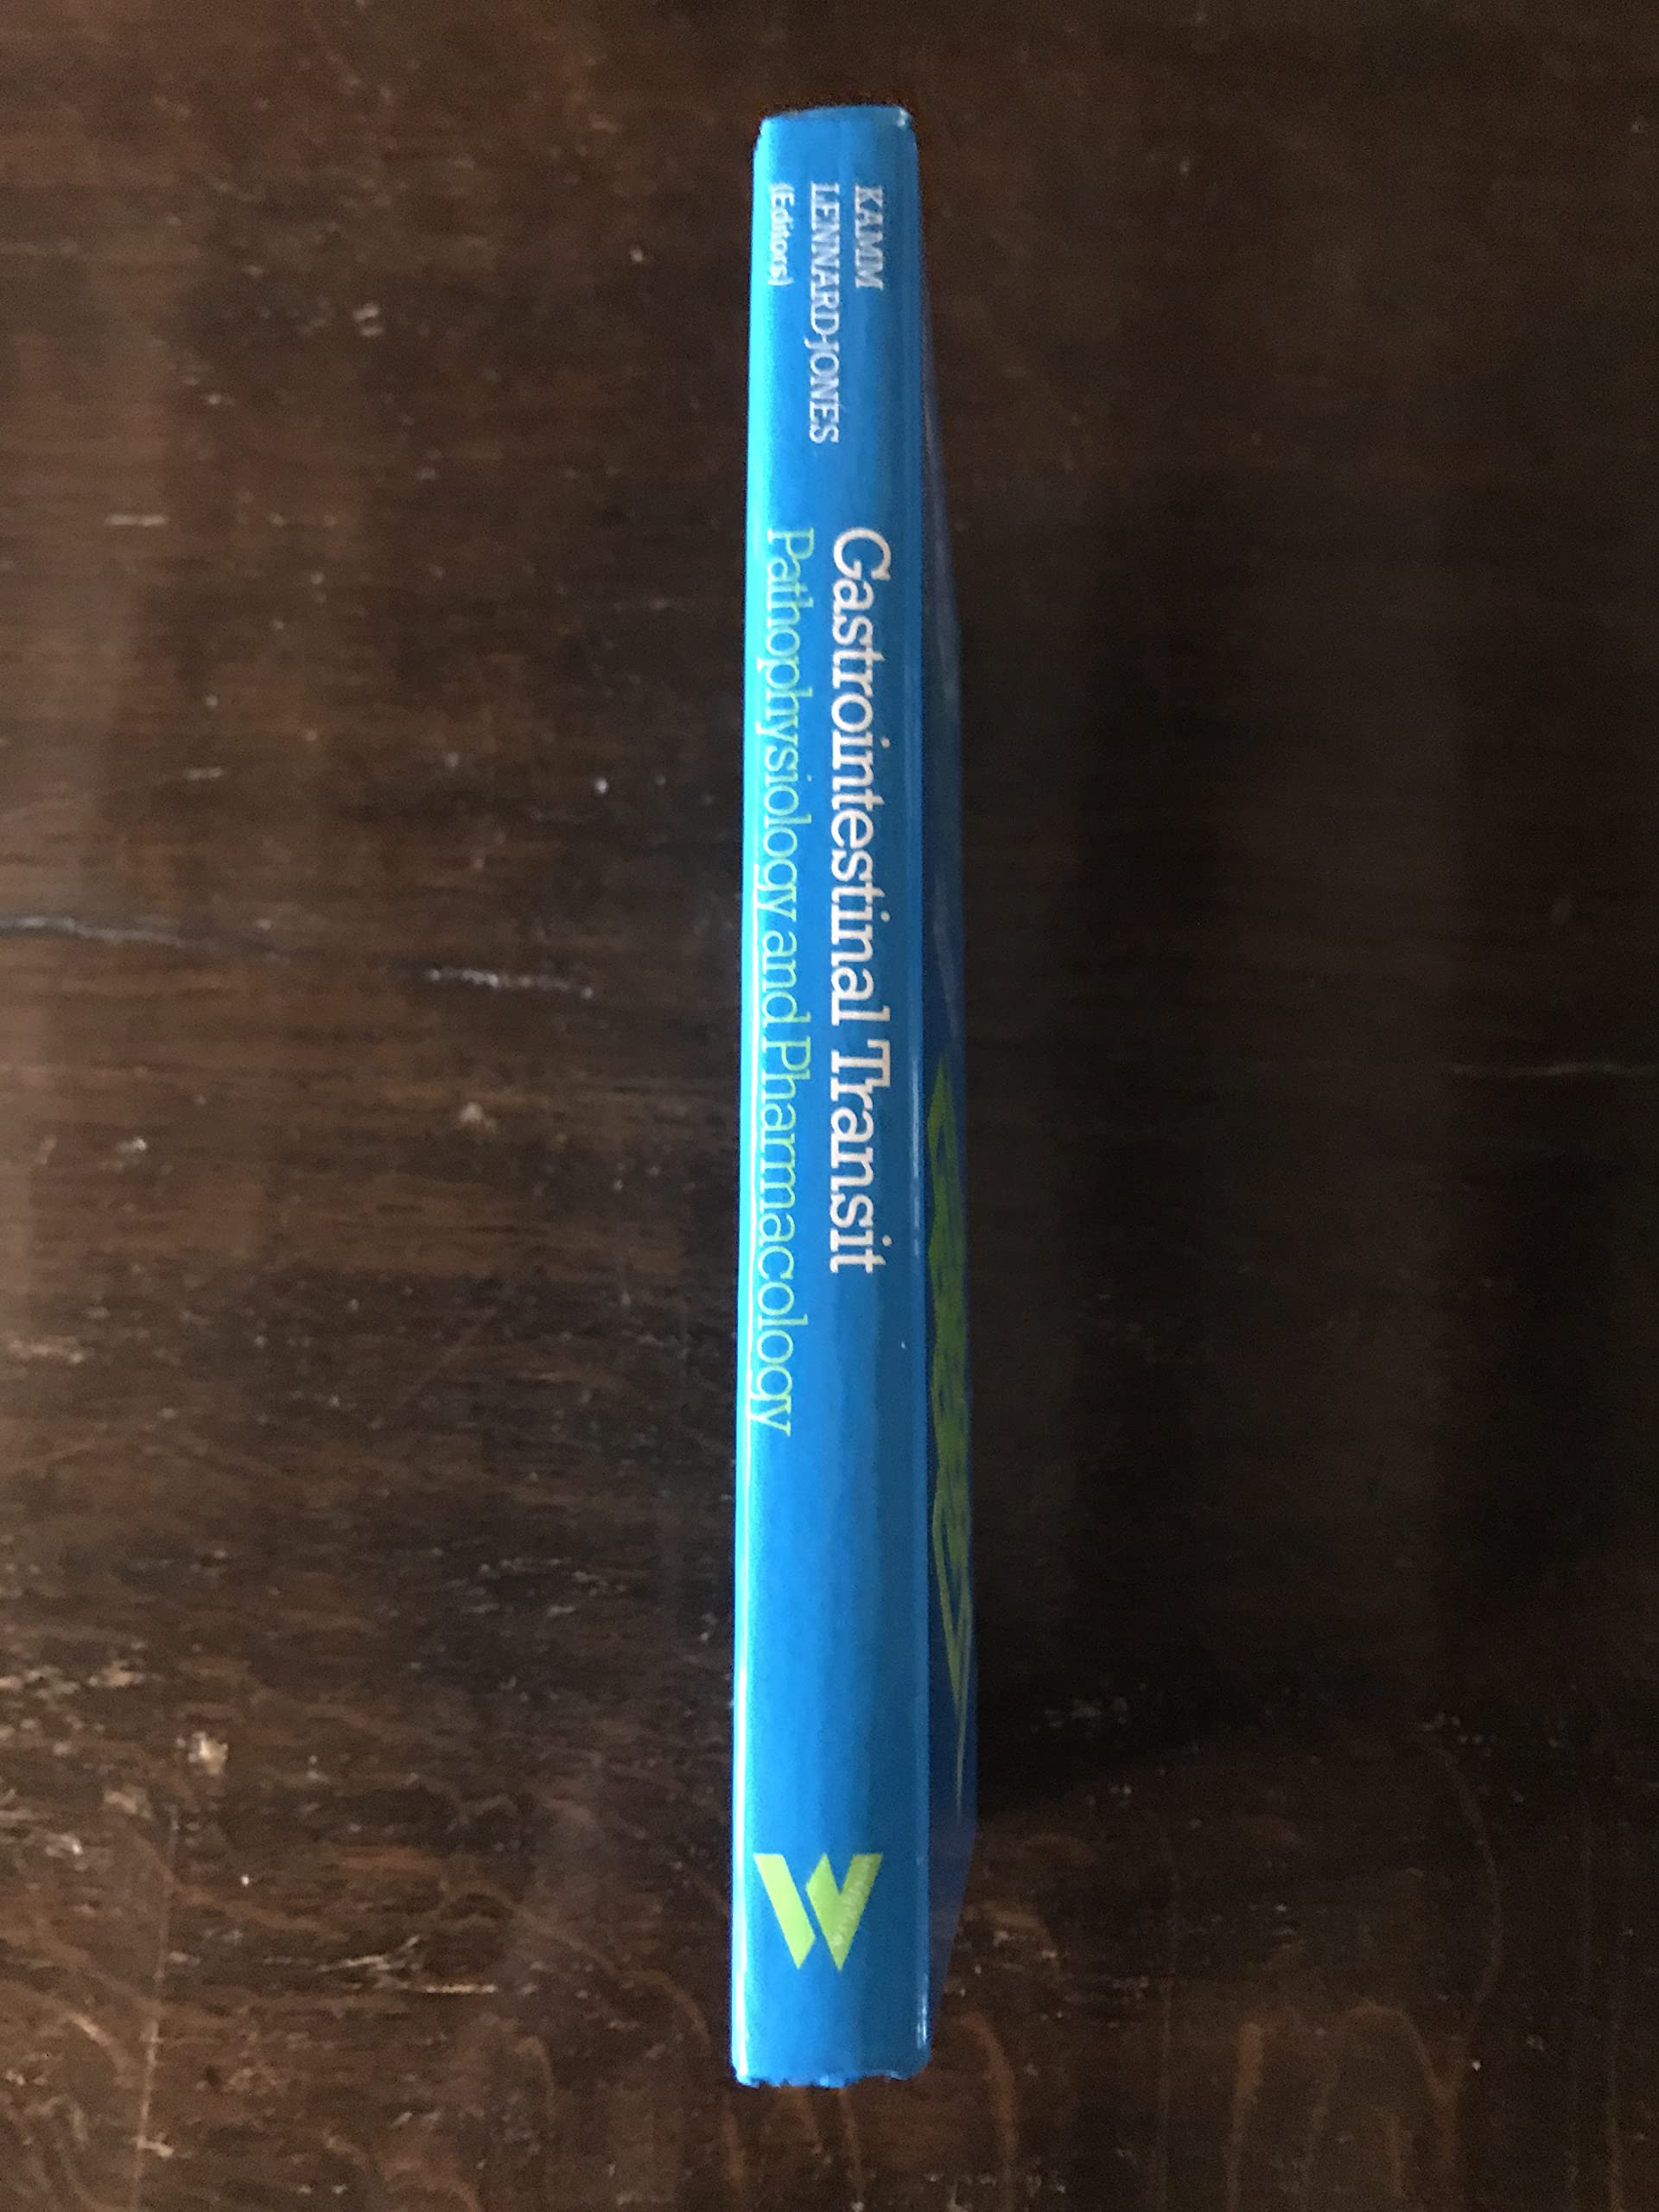 KAMM
LENNARD-JONES
(Editors)
Gastrointestinal Transit
Pathophysiology and Pharmacology
W